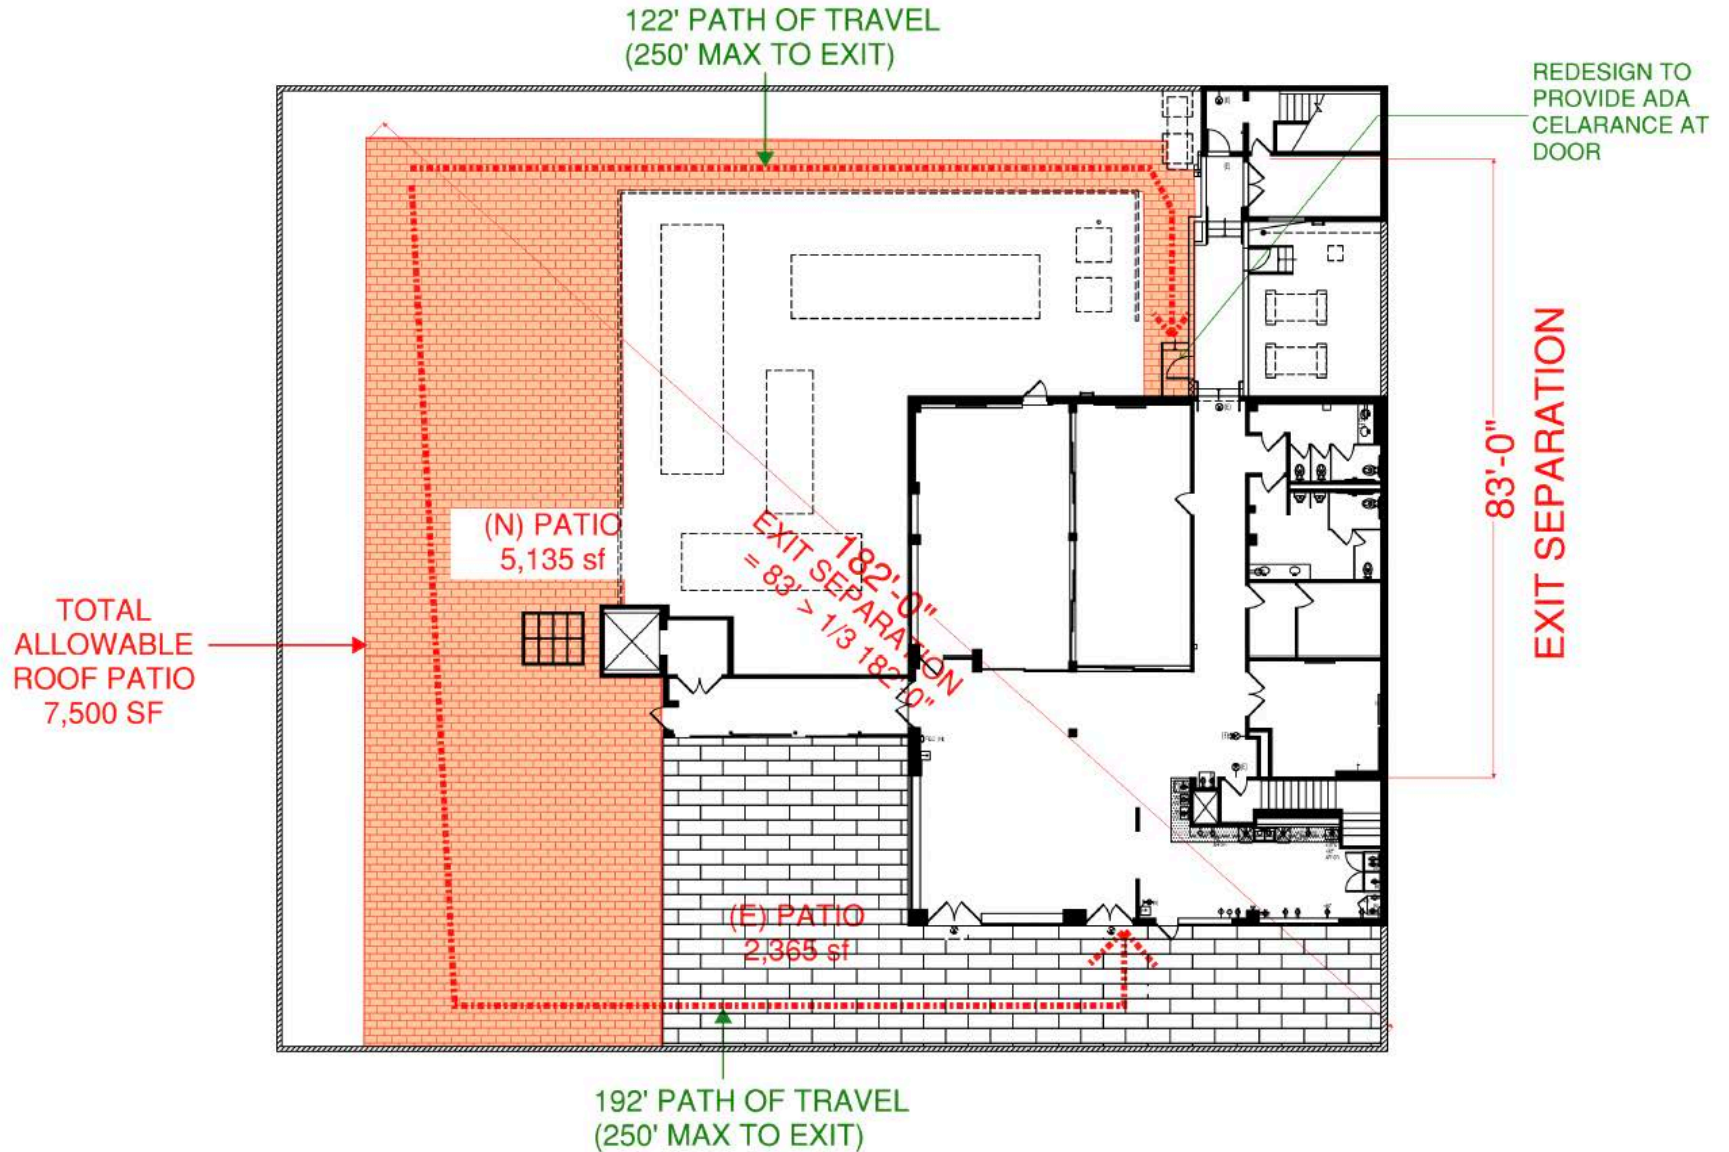 122' PATH OF TRAVEL
(250' MAX TO EXIT)
REDESIGN TO
PROVIDE ADA
CELARANCE AT
DOOR
83'-0"
EXIT SEPARATION
(N) PATIO
5,135 sf
182'-0"
EXIT SEPARATION
= 83' > 1/3 182'-0"
TOTAL
ALLOWABLE
ROOF PATIO
7,500 SF
(E) PATIO
2,365 sf
192' PATH OF TRAVEL
(250' MAX TO EXIT)